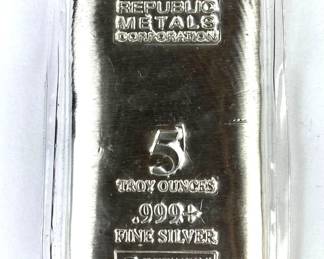 REPUBLIC
METALS
CORPORATION
5
TROY OUNCES
.999+
FINE SILVER